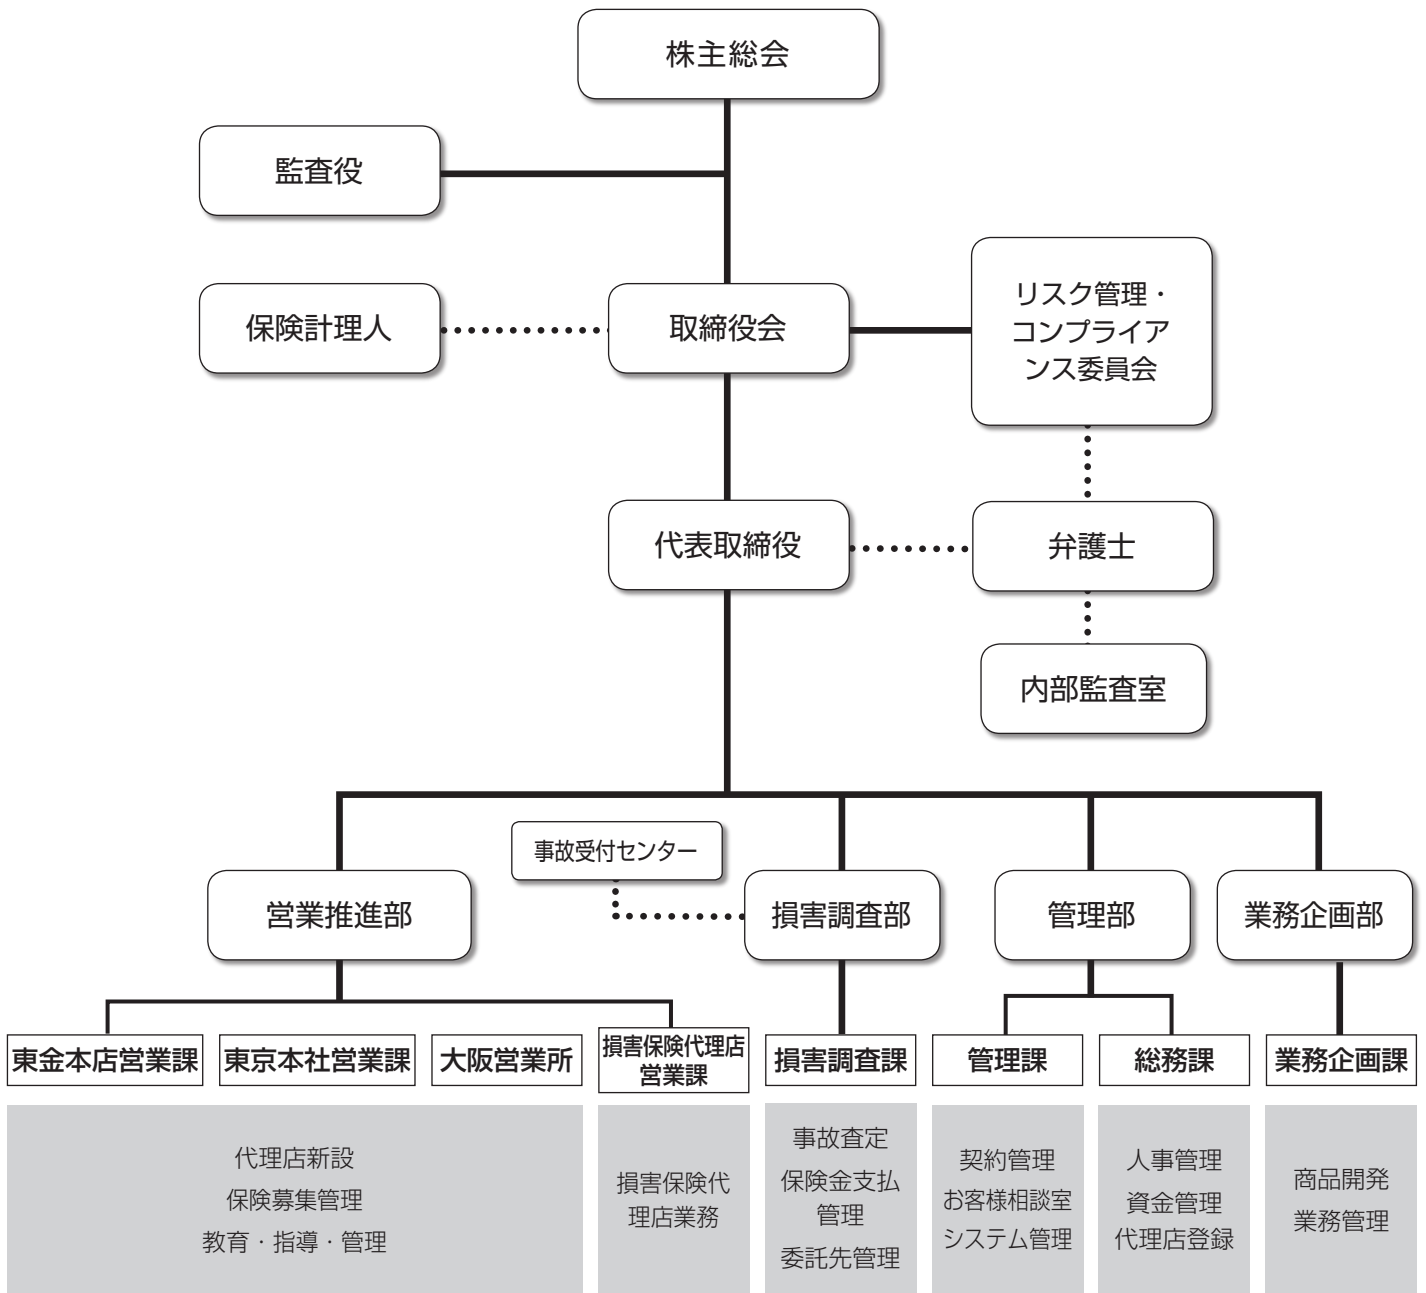 株主総会
監査役
保険計理人
取締役会
リスク管理・
コンプライア
ンス委員会
代表取締役
弁護士
内部監査室
事故受付センター
営業推進部
損害調査部
管理部
業務企画部
東金本店営業課
東京本社営業課
大阪営業所
損害保険代理店
営業課
損害調査課
管理課
総務課
業務企画課
代理店新設
保険募集管理
教育・指導・管理
損害保険代
理店業務
事故査定
保険金支払
管理
委託先管理
契約管理
お客様相談室
システム管理
人事管理
資金管理
代理店登録
商品開発
業務管理